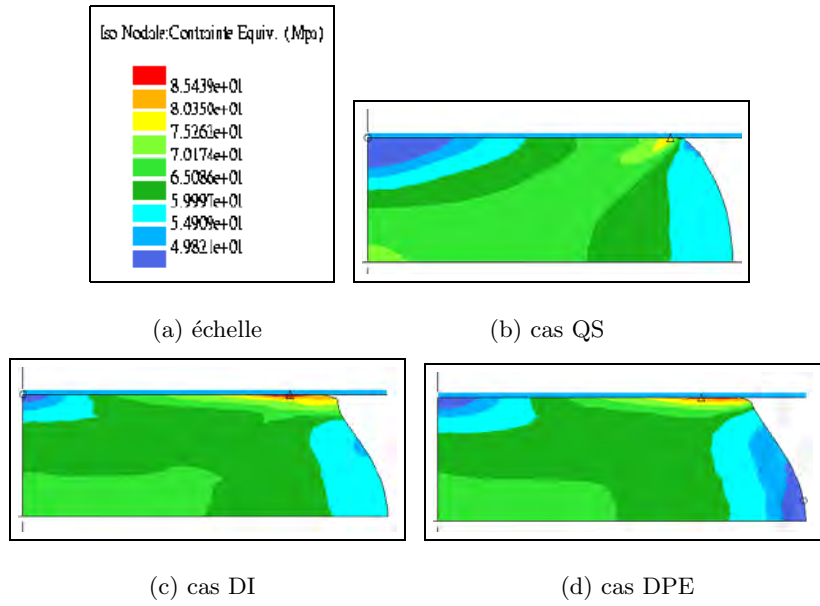 Iso Nodale:Contrainte Equiv. (Mpa)
8.5439e+01
8.0350e+01
7.5262e+01
7.0174e+01
6.5086e+01
5.9997e+01
5.4909e+01
4.9821e+01
(a) échelle
(b) cas QS
(c) cas DI
(d) cas DPE